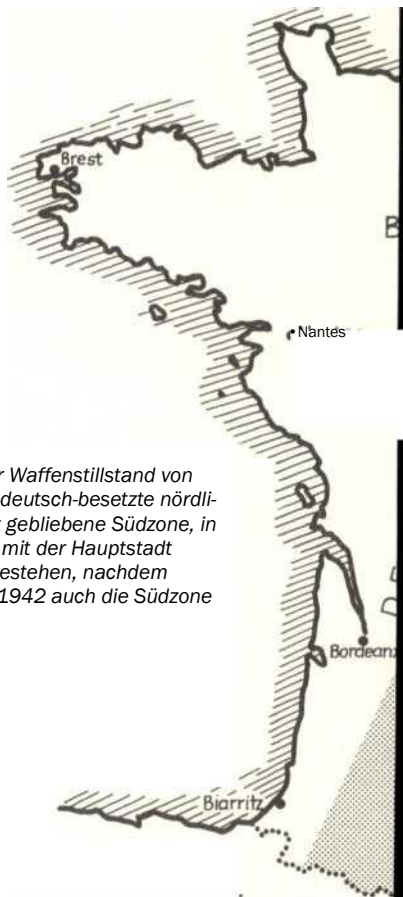 Brest
B
• Nantes
r Waffenstillstand von
deutsch-besetzte nördli-
t gebliebene Südzone, in
mit der Hauptstadt
estehen, nachdem
1942 auch die Südzone
Bordeau
Biarritz